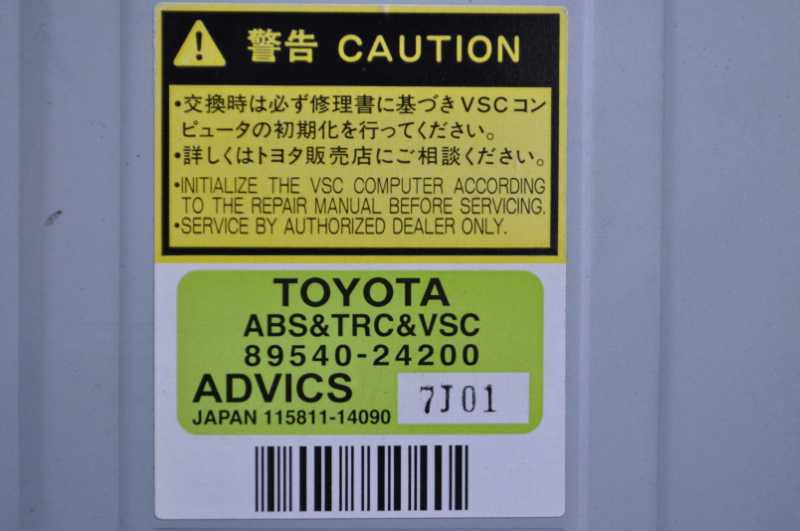 警告 CAUTION
•交換時は必ず修理書に基づきVSCコン
ピュータの初期化を行ってください。
•詳しくはトヨタ販売店にご相談ください。
•INITIALIZE THE VSC COMPUTER ACCORDING
TO THE REPAIR MANUAL BEFORE SERVICING.
•SERVICE BY AUTHORIZED DEALER ONLY.
TOYOTA
ABS&TRC&VSC
89540-24200
ADVICS 7J01
JAPAN 115811-14090